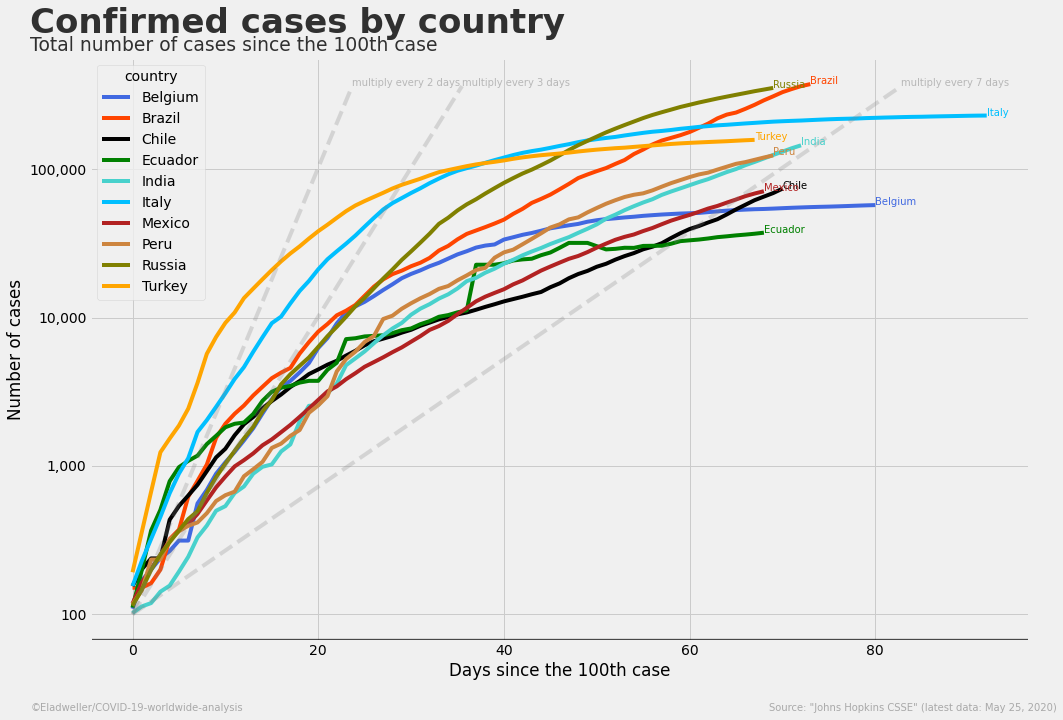 Confirmed cases by country
Total number of cases since the 100th case
country
Belgium
Brazil
Chile
Ecuador
India
Italy
Mexico
Peru
Russia
Turkey
multiply every 2 days
multiply every 3 days
multiply every 7 days
Russia
Brazil
Italy
Turkey
India
Peru
Mexico
Chile
Belgium
Ecuador
Number of cases
100,000
10,000
1,000
100
0
20
40
60
80
Days since the 100th case
©Eladweller/COVID-19-worldwide-analysis
Source: "Johns Hopkins CSSE" (latest data: May 25, 2020)